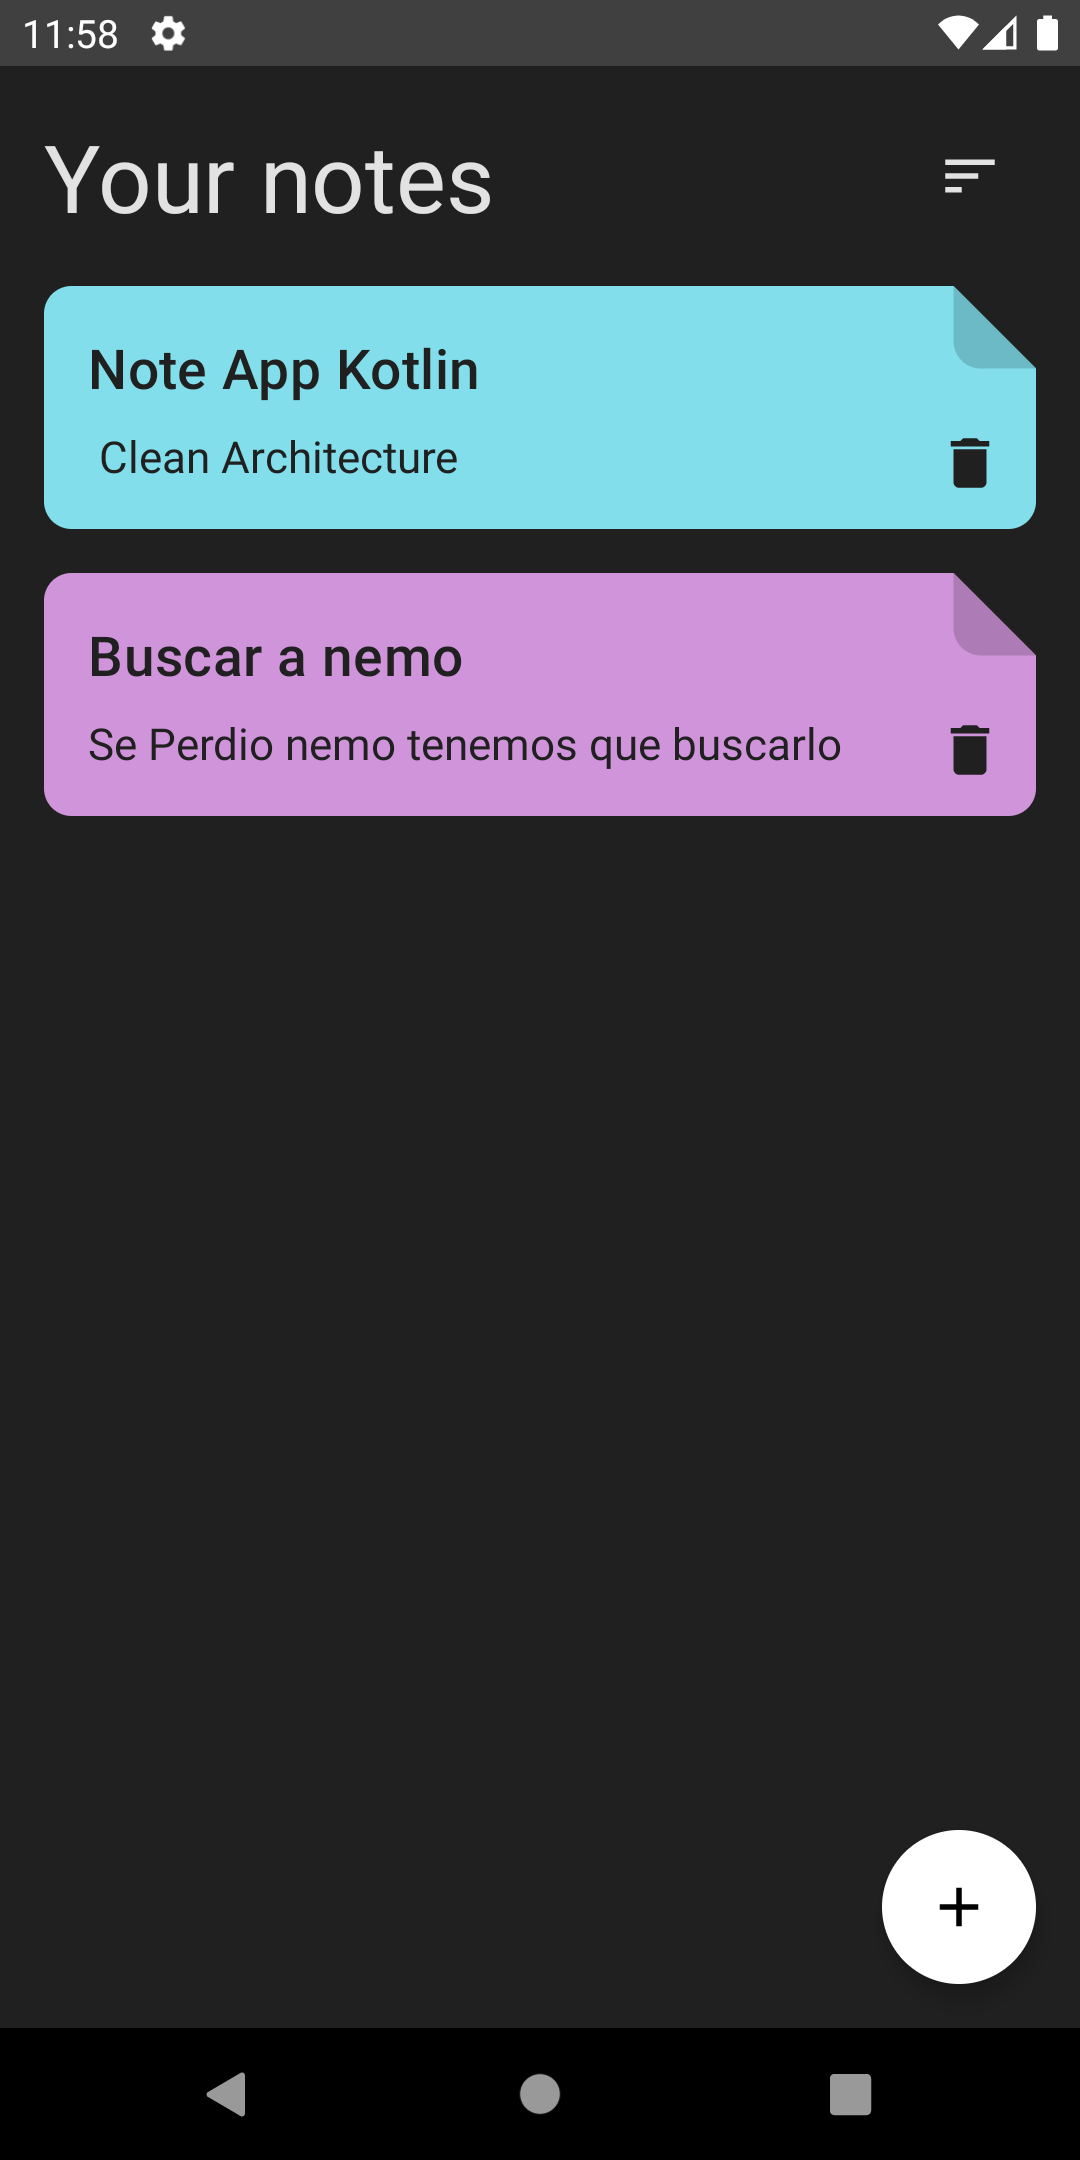 11:58
Your notes
Note App Kotlin
Clean Architecture
Buscar a nemo
Se Perdio nemo tenemos que buscarlo